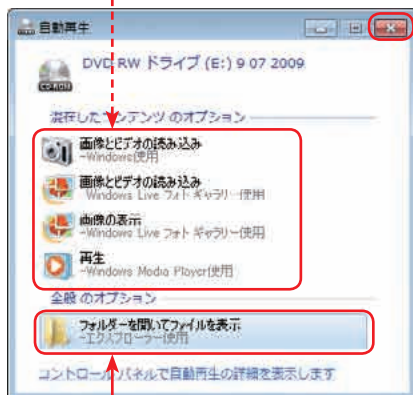 自動再生
DVD RW ドライブ (E:) 9 07 2009
CD-ROM
混在したコンテンツ のオプション
画像とビデオの読み込み
-Windows使用
画像とビデオの読み込み
-Windows Live フォト ギャラリー使用
画像の表示
-Windows Live フォト ギャラリー使用
再生
-Windows Media Player使用
全般 のオプション
フォルダーを開いてファイルを表示
-エクスプローラー使用
コントロール パネルで自動再生の詳細を表示します